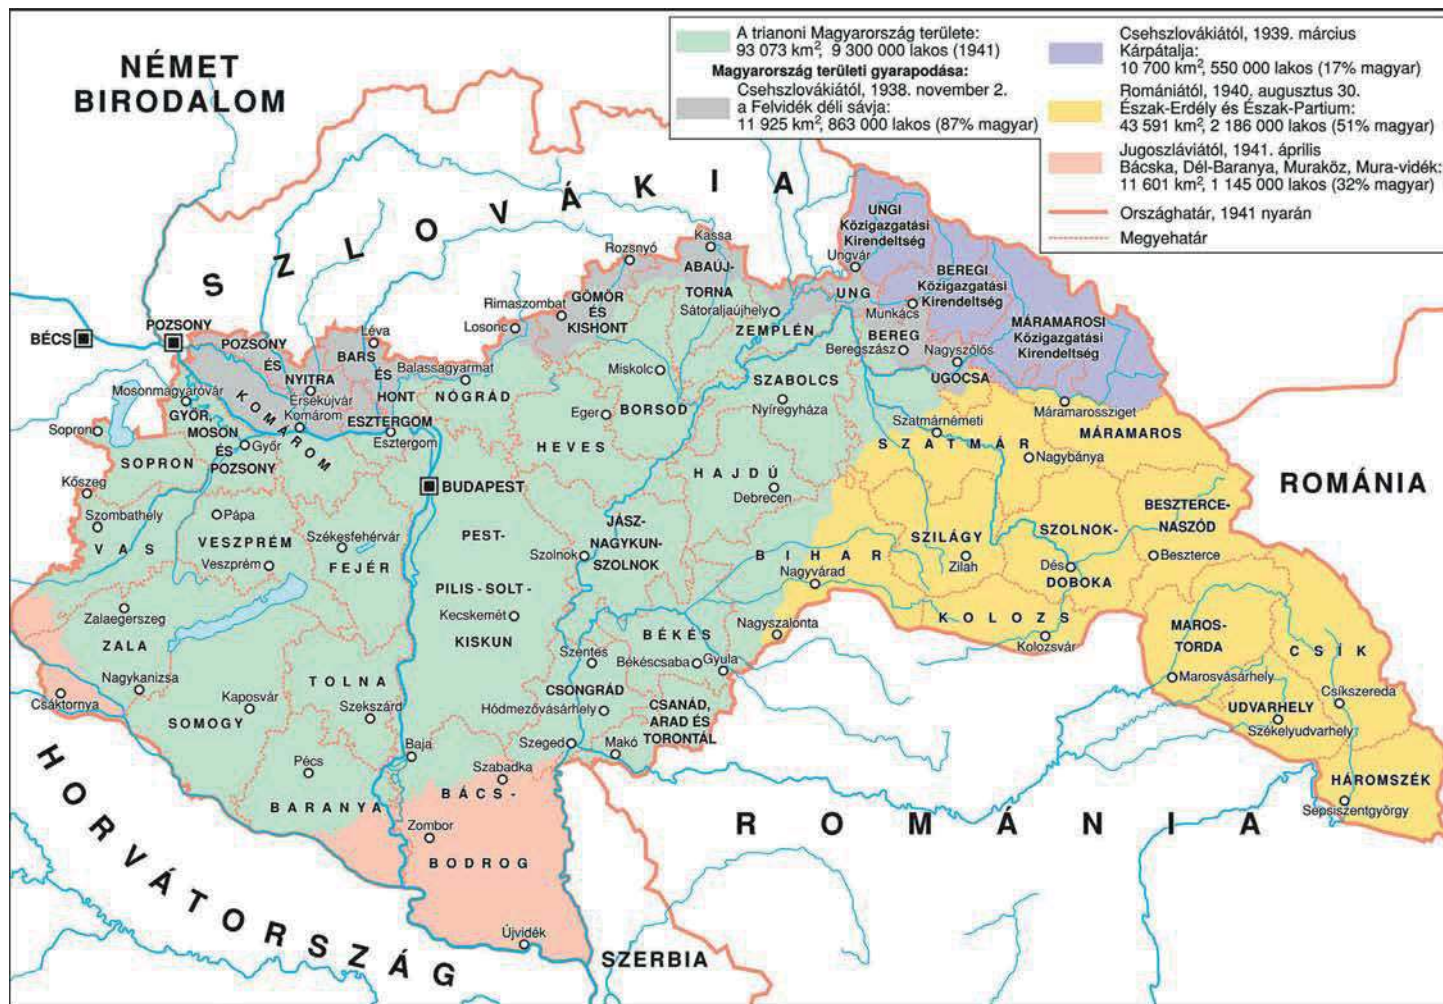 A trianoni Magyarország területe:
93 073 km², 9 300 000 lakos (1941)
Magyarország területi gyarapodása:
Csehszlovákiától, 1938. november 2.
a Felvidék déli sávja:
11 925 km², 863 000 lakos (87% magyar)
Csehszlovákiától, 1939. március
Kárpátalja:
10 700 km², 550 000 lakos (17% magyar)
Romániától, 1940. augusztus 30.
Észak-Erdély és Észak-Partium:
43 591 km², 2 186 000 lakos (51% magyar)
Jugoszláviától, 1941. április
Bácska, Dél-Baranya, Muraköz, Mura-vidék:
11 601 km², 1 145 000 lakos (32% magyar)
Országhatár, 1941 nyarán
Megyehatár
NÉMET
BIRODALOM
SZLOVÁKIA
UNGI
Közigazgatási
Kirendeltség
Kassa
Rozsnyó
Ungvár
ABAÚJ-
TORNA
BEREGI
Közigazgatási
Kirendeltség
GÖMÖR
ÉS
KISHONT
Rimaszombat
Sátoraljaújhely
UNG
Munkács
Losonc
ZEMPLÉN
MÁRAMAROSI
Közigazgatási
Kirendeltség
BÉCS
POZSONY
POZSONY
ÉS
NYITRA
Léva
BARS
ÉS
HONT
BEREG
Beregszász
Nagyszőlős
UGOCSA
Balassagyarmat
Miskolc
Mosonmagyaróvár
Érsekújvár
KOMÁROM
Komárom
NÓGRÁD
SZABOLCS
Nyíregyháza
Máramarossziget
GYŐR,
MOSON
ÉS
POZSONY
ESZTERGOM
Esztergom
Eger
BORSOD
Szatmárnémeti
Sopron
Győr
HEVES
SZATMÁR
MÁRAMAROS
SOPRON
Nagybánya
ROMÁNIA
Kőszeg
BUDAPEST
HAJDÚ
Debrecen
Szombathely
Pápa
BESZTERCE-
NASZÓD
VAS
VESZPRÉM
Székesfehérvár
PEST-
PILIS-SOLT-
KISKUN
JÁSZ-
NAGYKUN-
SZOLNOK
SZILÁGY
Zilah
SZOLNOK-
DOBOKA
Veszprém
FEJÉR
Szolnok
BIHAR
Dés
Beszterce
Nagyvárad
Zalaegerszeg
Kecskemét
KOLOZS
Nagyszalonta
Kolozsvár
MAROS-
TORDA
ZALA
BÉKÉS
CSÍK
Szentes
Békéscsaba
Gyula
Nagykanizsa
TOLNA
Marosvásárhely
Csáktornya
Kaposvár
CSONGRÁD
Csíkszereda
SOMOGY
Szekszárd
Hódmezővásárhely
CSANÁD,
ARAD ÉS
TORONTÁL
UDVARHELY
Székelyudvarhely
Baja
Szeged
Makó
Pécs
Szabadka
HÁROMSZÉK
BARANYA
BÁCS-
BODROG
Sepsiszentgyörgy
Zombor
ROMÁNIA
HORVÁTORSZÁG
Újvidék
SZERBIA